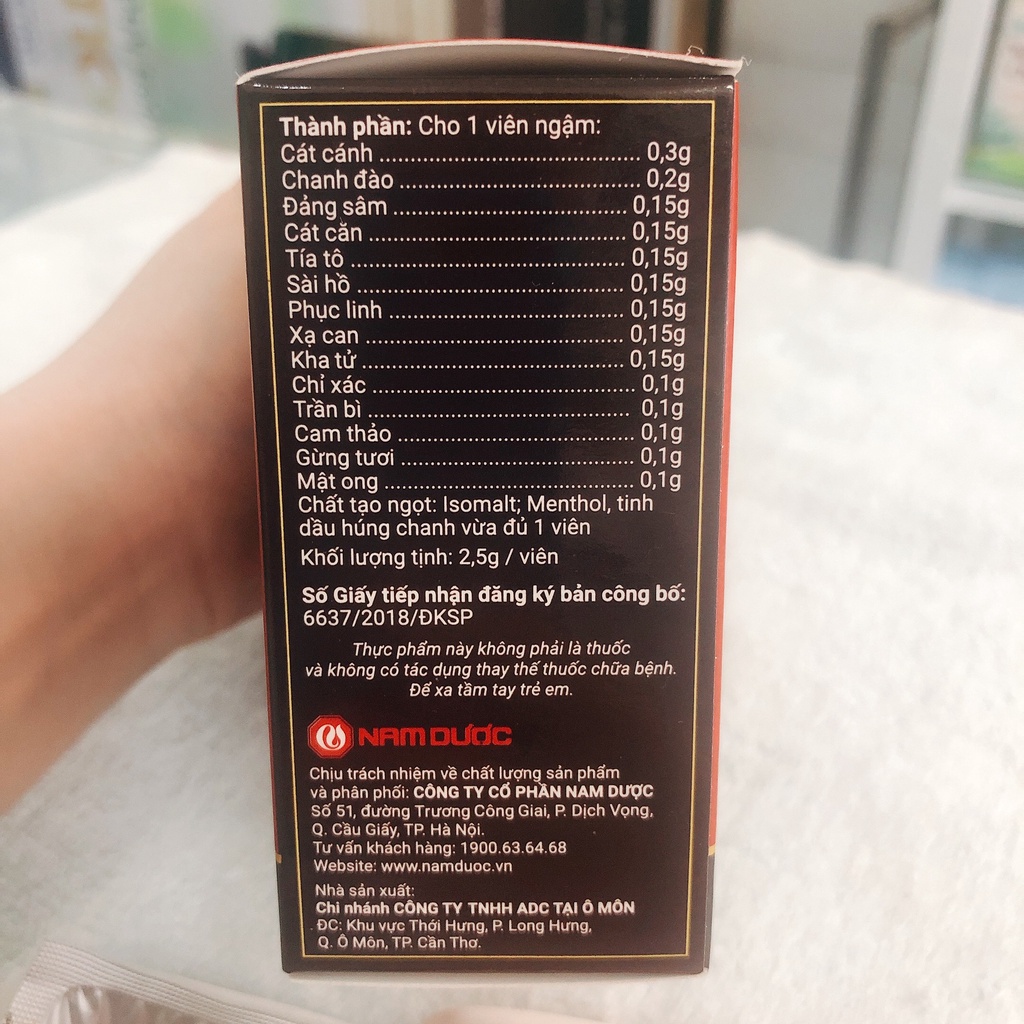 Thành phần: Cho 1 viên ngậm:
Cát cánh ........................................ 0,3g
Chanh đào ..................................... 0,2g
Đảng sâm ..................................... 0,15g
Cát căn ......................................... 0,15g
Tía tô ............................................. 0,15g
Sài hồ ............................................ 0,15g
Phục linh ...................................... 0,15g
Xạ can .......................................... 0,15g
Kha tử ........................................... 0,15g
Chỉ xác .......................................... 0,1g
Trần bì .......................................... 0,1g
Cam thảo ...................................... 0,1g
Gừng tươi ..................................... 0,1g
Mật ong ........................................ 0,1g
Chất tạo ngọt: Isomalt; Menthol, tinh
dầu húng chanh vừa đủ 1 viên
Khối lượng tịnh: 2,5g / viên
Số Giấy tiếp nhận đăng ký bản công bố:
6637/2018/ĐKSP
Thực phẩm này không phải là thuốc
và không có tác dụng thay thế thuốc chữa bệnh.
Để xa tầm tay trẻ em.
NAM DƯỢC
Chịu trách nhiệm về chất lượng sản phẩm
và phân phối: CÔNG TY CỔ PHẦN NAM DƯỢC
Số 51, đường Trương Công Giai, P. Dịch Vọng,
Q. Cầu Giấy, TP. Hà Nội.
Tư vấn khách hàng: 1900.63.64.68
Website: www.namduoc.vn
Nhà sản xuất:
Chi nhánh CÔNG TY TNHH ADC TẠI Ô MÔN
ĐC: Khu vực Thới Hưng, P. Long Hưng,
Q. Ô Môn, TP. Cần Thơ.